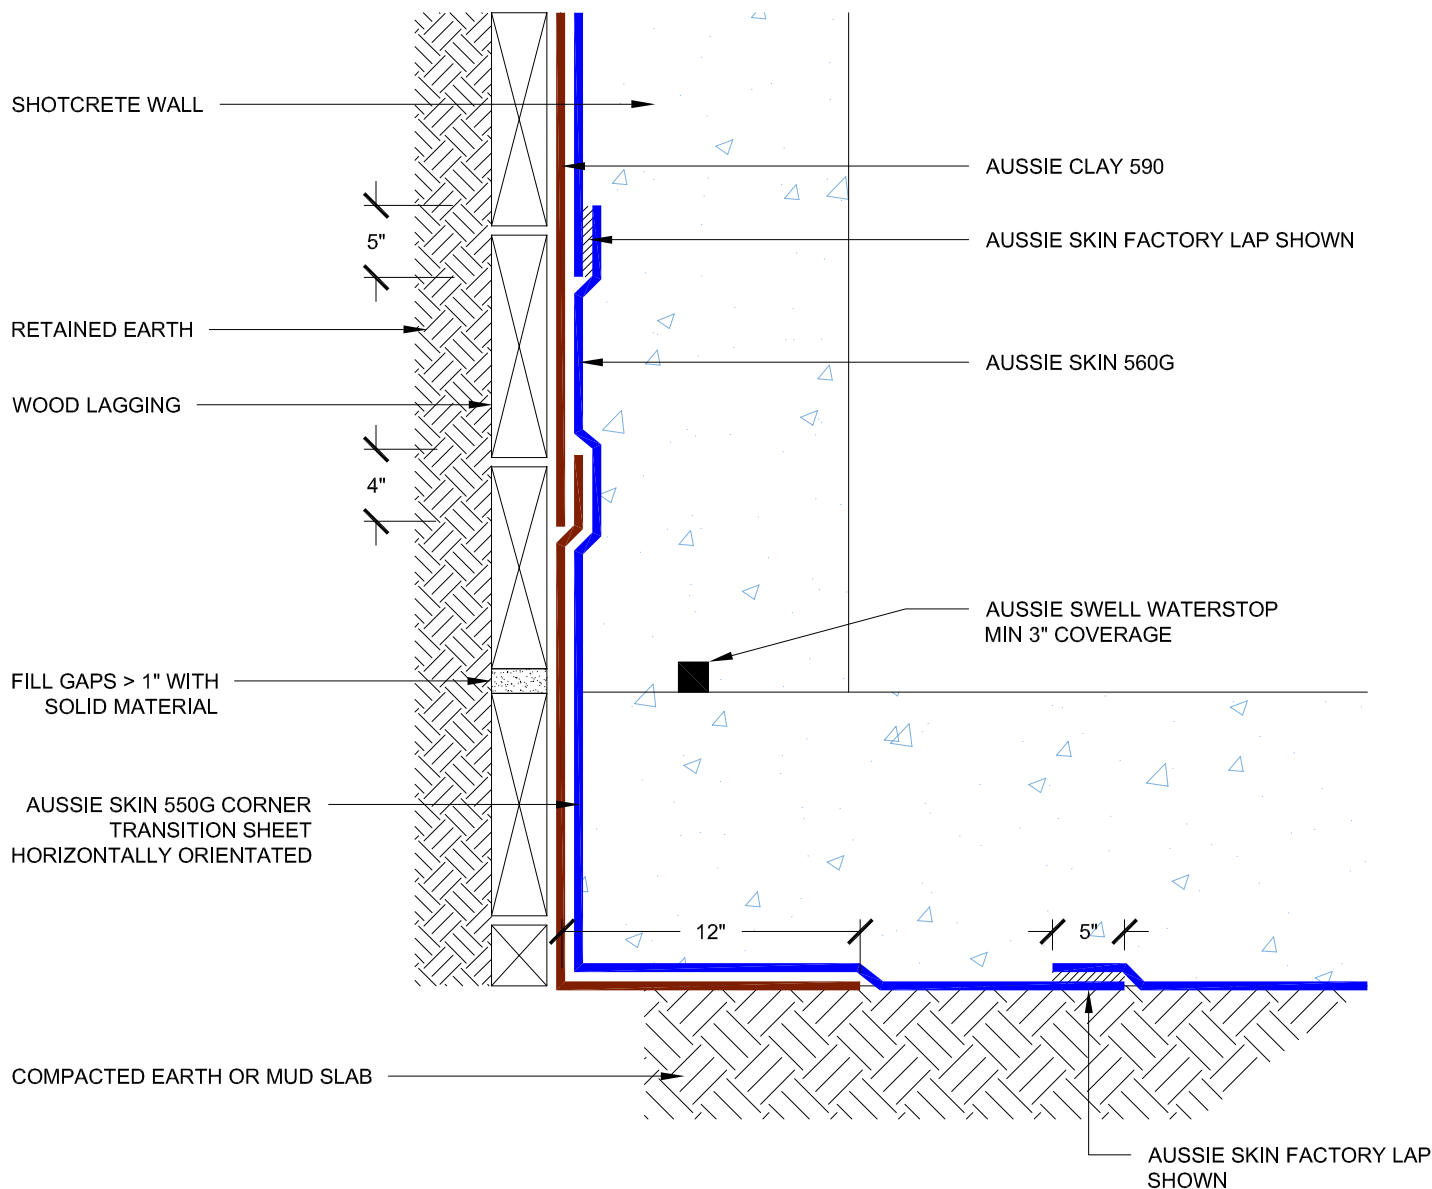 SHOTCRETE WALL
AUSSIE CLAY 590
5"
AUSSIE SKIN FACTORY LAP SHOWN
RETAINED EARTH
AUSSIE SKIN 560G
WOOD LAGGING
4"
AUSSIE SWELL WATERSTOP
MIN 3" COVERAGE
FILL GAPS > 1" WITH
SOLID MATERIAL
AUSSIE SKIN 550G CORNER
TRANSITION SHEET
HORIZONTALLY ORIENTATED
12"
5"
COMPACTED EARTH OR MUD SLAB
AUSSIE SKIN FACTORY LAP
SHOWN